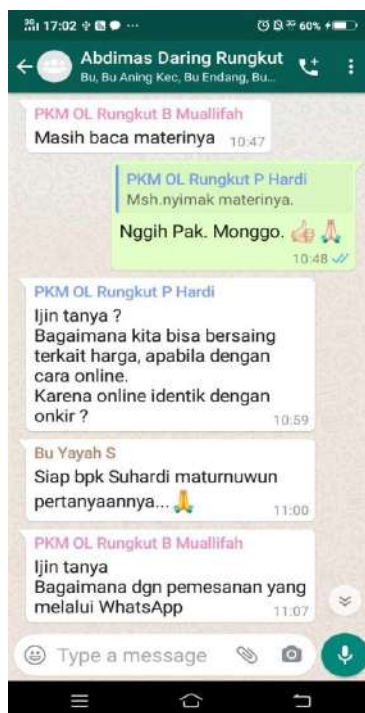 17:02 ... 60%
Abdimas Daring Rungkut
Bu, Bu Aning Kec, Bu Endang, Bu...
PKM OL Rungkut B Muallifah
Masih baca materinya 10:47
PKM OL Rungkut P Hardi
Msh.nyimak materinya.
Nggih Pak. Monggo. 👍🙏
10:48
PKM OL Rungkut P Hardi
Ijin tanya ?
Bagaimana kita bisa bersaing
terkait harga, apabila dengan
cara online.
Karena online identik dengan
onkir ? 10:59
Bu Yayah S
Siap bpk Suhardi maturnuwun
pertanyaannya... 🙏 11:00
PKM OL Rungkut B Muallifah
Ijin tanya
Bagaimana dgn pemesanan yang
melalui WhatsApp 11:07
Type a message